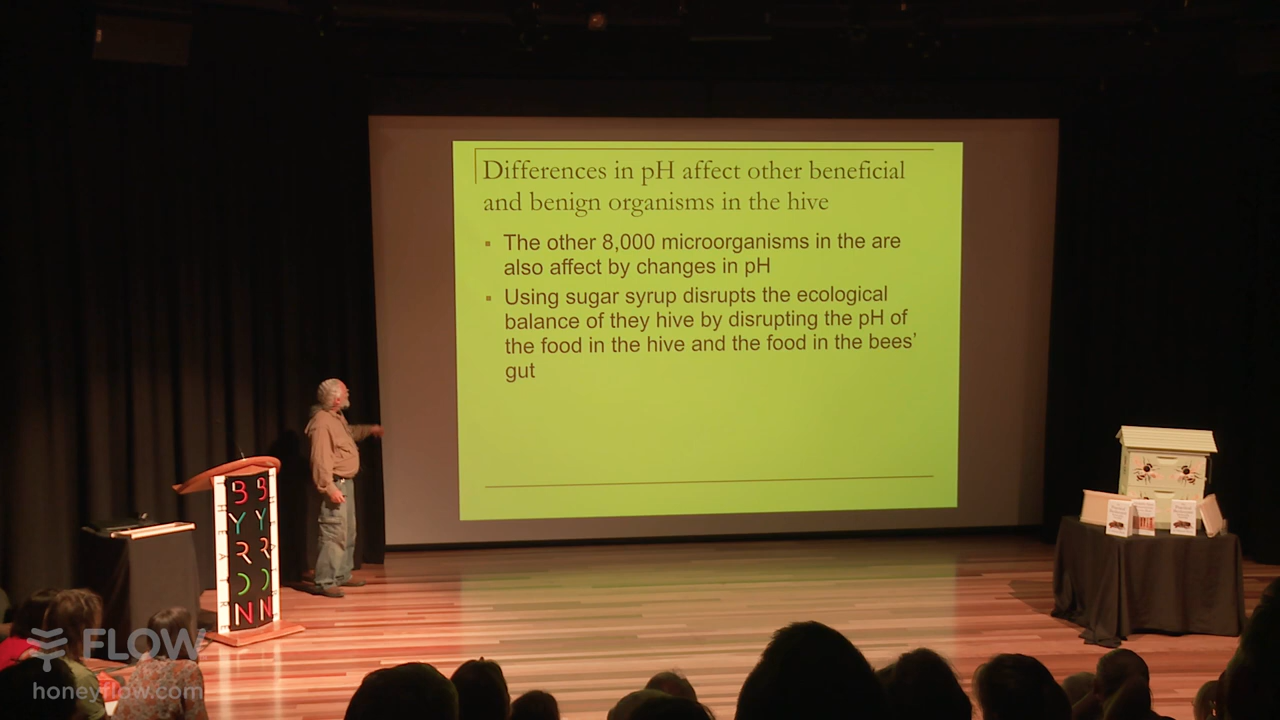 Differences in pH affect other beneficial
and benign organisms in the hive
▪ The other 8,000 microorganisms in the are
also affect by changes in pH
▪ Using sugar syrup disrupts the ecological
balance of they hive by disrupting the pH of
the food in the hive and the food in the bees'
gut
BYRON
THEATRE
FLOW
honeyflow.com